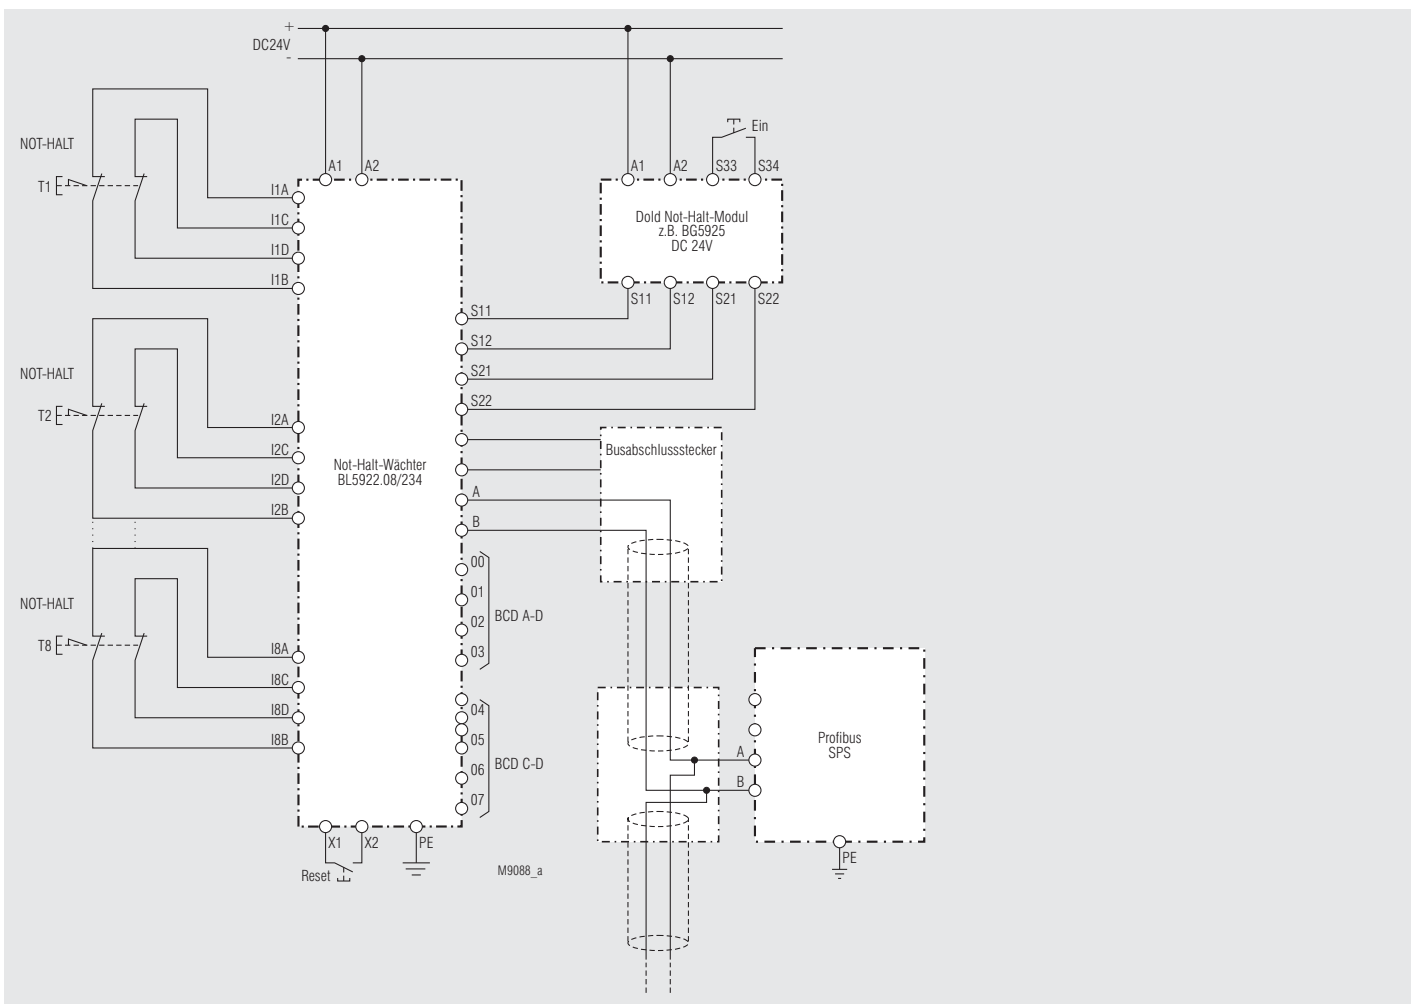 +
DC24V
-
NOT-HALT
T1
I1A
I1C
I1D
I1B
NOT-HALT
T2
I2A
I2C
I2D
I2B
NOT-HALT
T8
I8A
I8C
I8D
I8B
A1 A2
Not-Halt-Wächter
BL5922.08/234
S11
S12
S21
S22
A
B
00
01
02
03
BCD A-D
04
05
06
07
BCD C-D
X1 X2 PE
Reset
M9088_a
Ein
A1 A2 S33 S34
Dold Not-Halt-Modul
z.B. BG5925
DC 24V
S11 S12 S21 S22
Busabschlussstecker
A
B
Profibus
SPS
PE